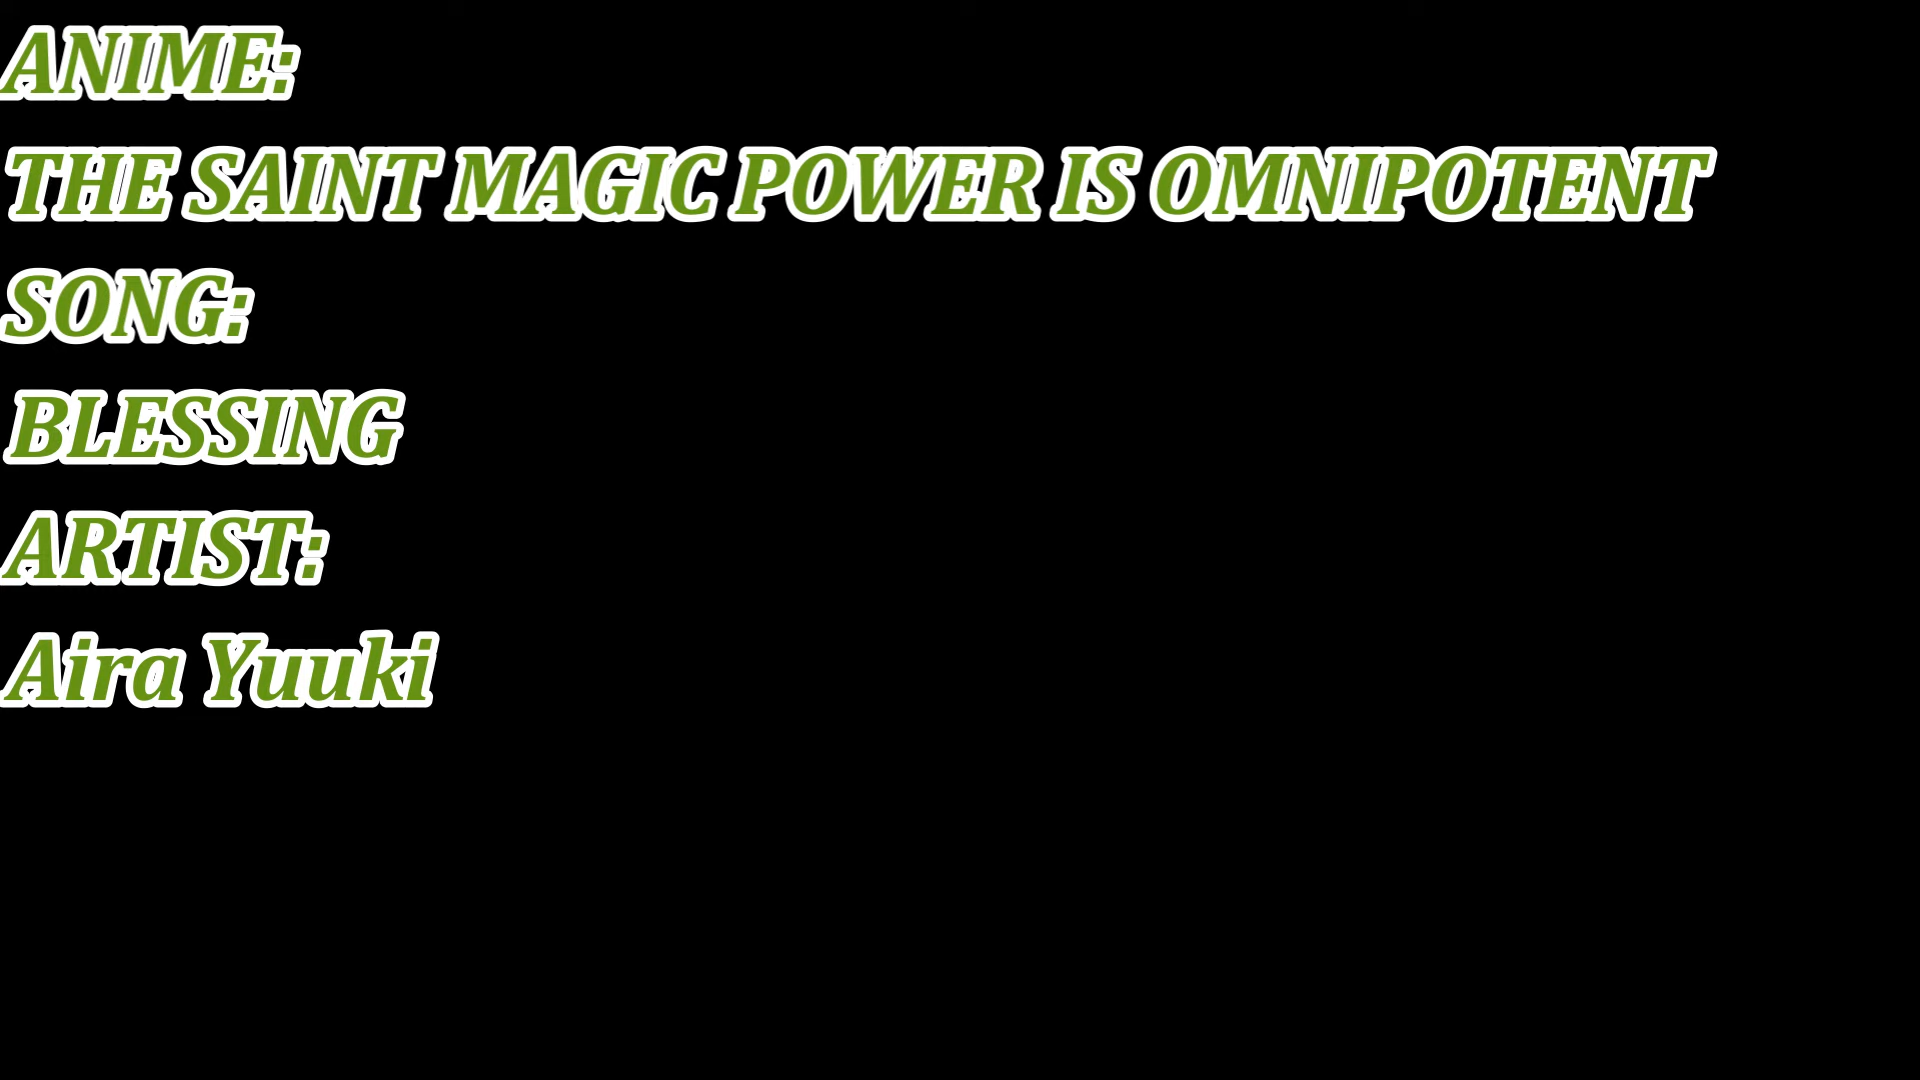 ANIME:
THE SAINT MAGIC POWER IS OMNIPOTENT
SONG:
BLESSING
ARTIST:
Aira Yuuki